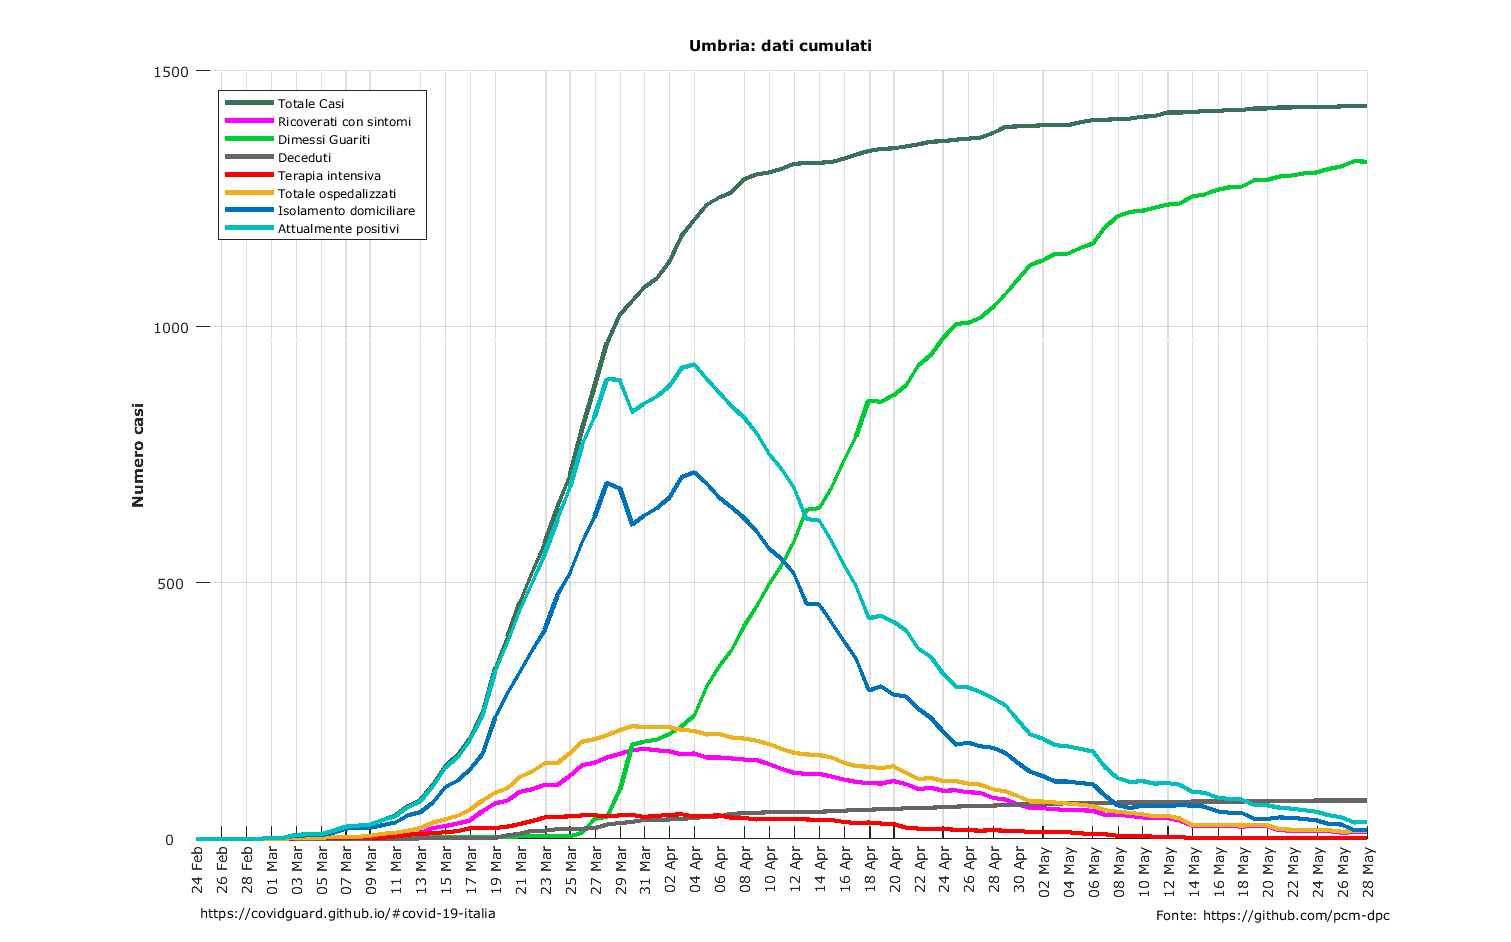 Umbria: dati cumulati
1500
1000
500
0
Numero casi
Totale Casi
Ricoverati con sintomi
Dimessi Guariti
Deceduti
Terapia intensiva
Totale ospedalizzati
Isolamento domiciliare
Attualmente positivi
24 Feb
26 Feb
28 Feb
01 Mar
03 Mar
05 Mar
07 Mar
09 Mar
11 Mar
13 Mar
15 Mar
17 Mar
19 Mar
21 Mar
23 Mar
25 Mar
27 Mar
29 Mar
31 Mar
02 Apr
04 Apr
06 Apr
08 Apr
10 Apr
12 Apr
14 Apr
16 Apr
18 Apr
20 Apr
22 Apr
24 Apr
26 Apr
28 Apr
30 Apr
02 May
04 May
06 May
08 May
10 May
12 May
14 May
16 May
18 May
20 May
22 May
24 May
26 May
28 May
https://covidguard.github.io/#covid-19-italia
Fonte: https://github.com/pcm-dpc